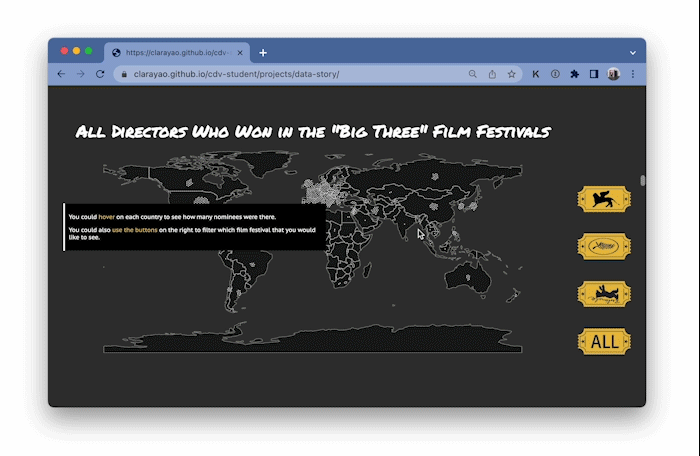 https://clarayao.github.io/cdv-s
clarayao.github.io/cdv-student/projects/data-story/
K
All Directors Who Won in the "Big Three" Film Festivals
You could hover on each country to see how many nominees were there.
You could also use the buttons on the right to filter which film festival that you would
like to see.
ALL